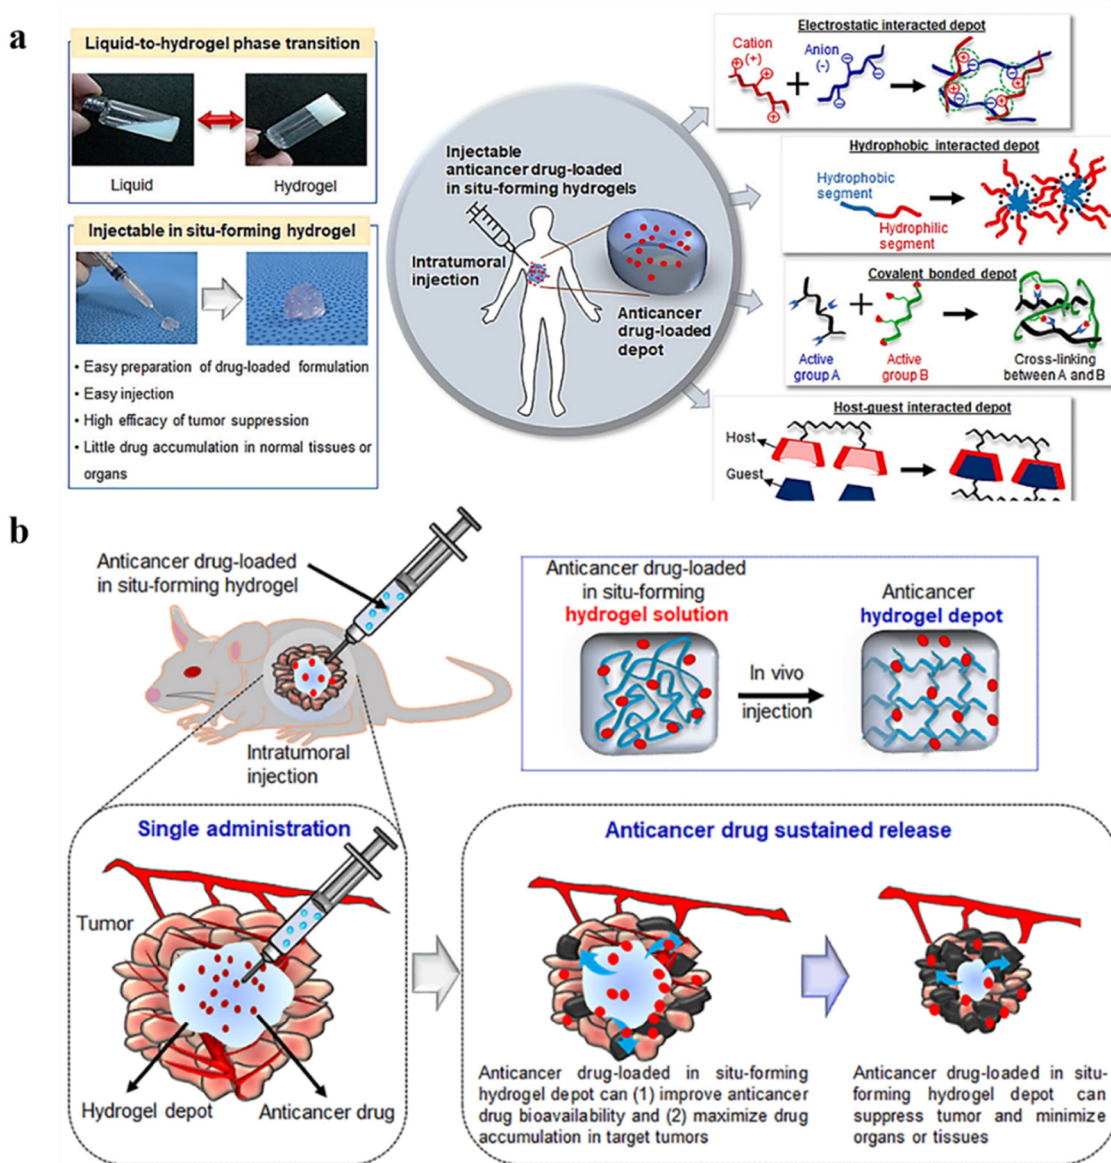 a
Liquid-to-hydrogel phase transition
Liquid
Hydrogel
Injectable in situ-forming hydrogel
• Easy preparation of drug-loaded formulation
• Easy injection
• High efficacy of tumor suppression
• Little drug accumulation in normal tissues or
organs
Injectable
anticancer drug-loaded
in situ-forming hydrogels
Intratumoral
injection
Anticancer
drug-loaded
depot
Electrostatic interacted depot
Cation
(+)
Anion
(-)
Hydrophobic interacted depot
Hydrophobic
segment
Hydrophilic
segment
Covalent bonded depot
Active
group A
Active
group B
Cross-linking
between A and B
Host-guest interacted depot
Host
Guest
b
Anticancer drug-loaded
in situ-forming hydrogel
Intratumoral
injection
Anticancer drug-loaded
in situ-forming
hydrogel solution
In vivo
injection
Anticancer
hydrogel depot
Single administration
Tumor
Hydrogel depot
Anticancer drug
Anticancer drug sustained release
Anticancer drug-loaded in situ-forming
hydrogel depot can (1) improve anticancer
drug bioavailability and (2) maximize drug
accumulation in target tumors
Anticancer drug-loaded in situ-
forming hydrogel depot can
suppress tumor and minimize
organs or tissues